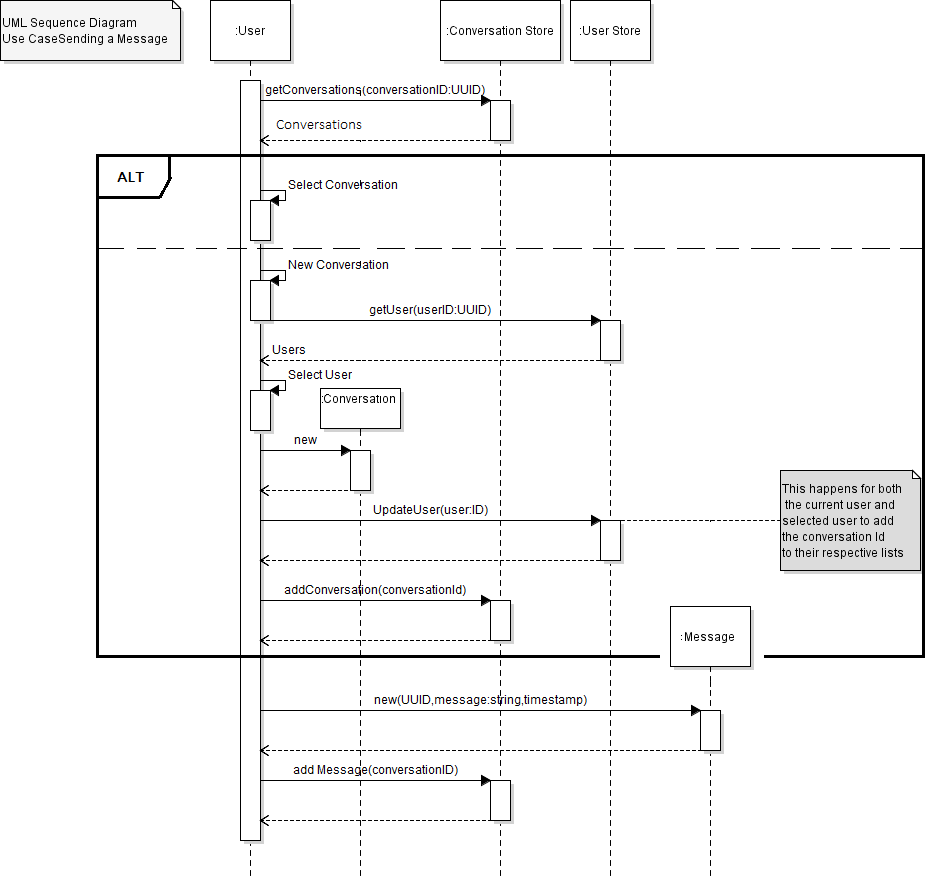 UML Sequence Diagram
Use CaseSending a Message
:User
:Conversation Store
:User Store
getConversations(conversationID:UUID)
Conversations
ALT
Select Conversation
New Conversation
getUser(userID:UUID)
Users
Select User
:Conversation
new
This happens for both
the current user and
selected user to add
the conversation Id
to their respective lists
UpdateUser(user:ID)
addConversation(conversationId)
:Message
new(UUID,message:string,timestamp)
add Message(conversationID)